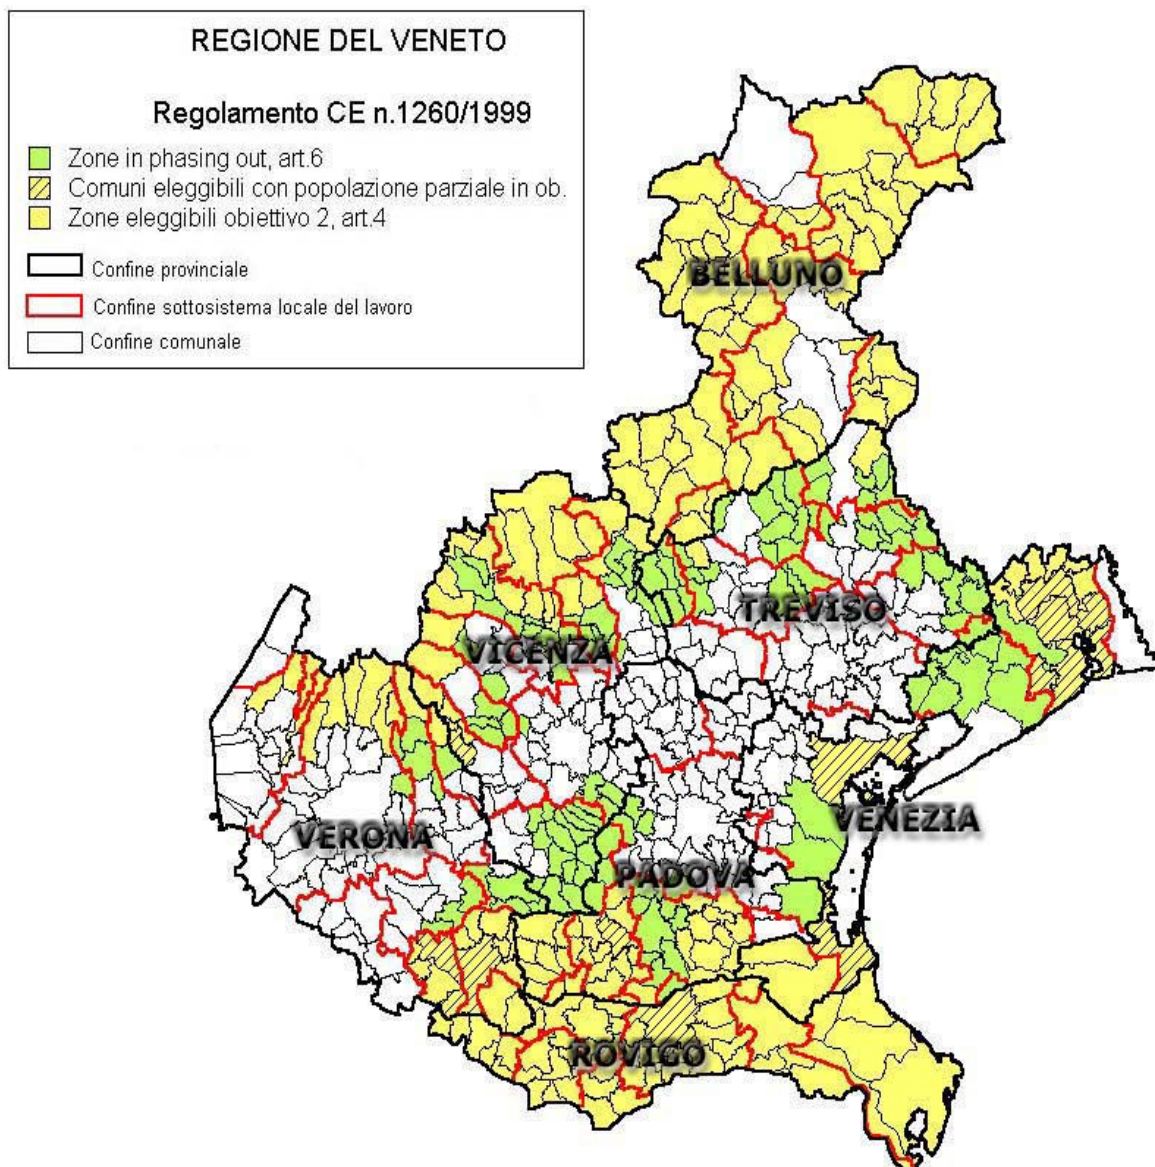 REGIONE DEL VENETO
Regolamento CE n.1260/1999
Zone in phasing out, art.6
Comuni eleggibili con popolazione parziale in ob.
Zone eleggibili obiettivo 2, art.4
Confine provinciale
Confine sottosistema locale del lavoro
Confine comunale
BELLUNO
TREVISO
VICENZA
VENEZIA
VERONA
PADOVA
ROVIGO